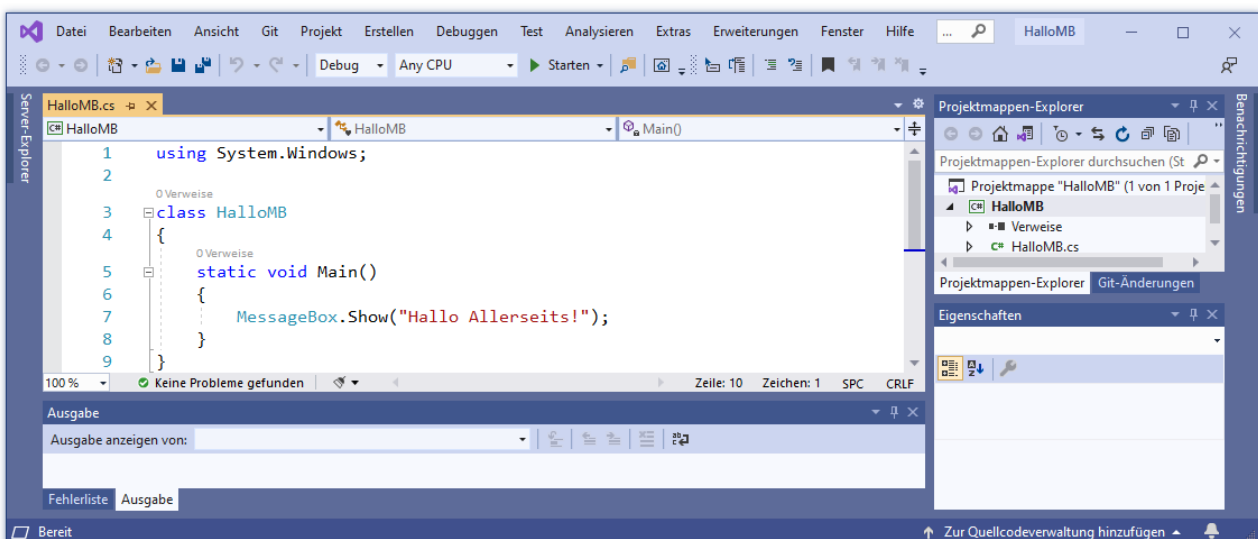 Datei Bearbeiten Ansicht Git Projekt Erstellen Debuggen Test Analysieren Extras Erweiterungen Fenster Hilfe ... HalloMB
Debug Any CPU Starten
Server-Explorer
HalloMB.cs
HalloMB HalloMB Main()
1 using System.Windows;
2
0 Verweise
3 class HalloMB
4 {
0 Verweise
5 static void Main()
6 {
7 MessageBox.Show("Hallo Allerseits!");
8 }
9 }
100 % Keine Probleme gefunden Zeile: 10 Zeichen: 1 SPC CRLF
Ausgabe
Ausgabe anzeigen von:
Fehlerliste Ausgabe
Projektmappen-Explorer
Projektmappen-Explorer durchsuchen (St
Projektmappe "HalloMB" (1 von 1 Proje
C# HalloMB
Verweise
C# HalloMB.cs
Projektmappen-Explorer Git-Änderungen
Eigenschaften
Benachrichtigungen
Bereit Zur Quellcodeverwaltung hinzufügen